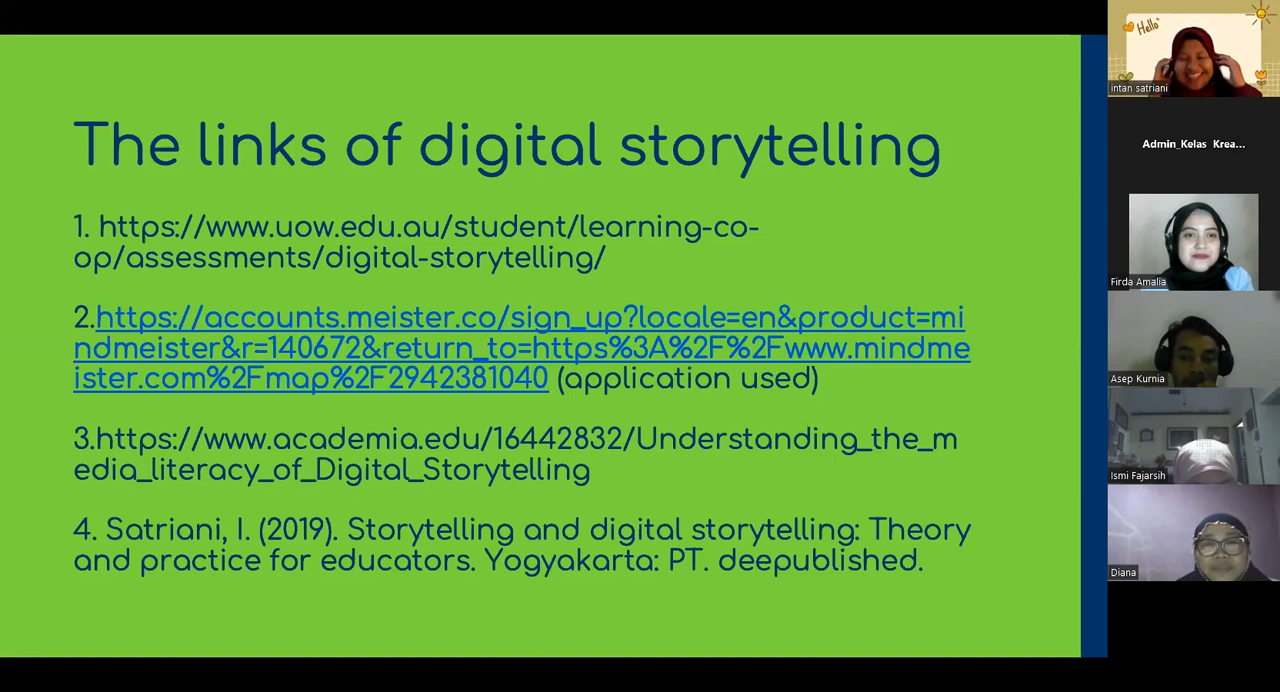 The links of digital storytelling
1. https://www.uow.edu.au/student/learning-co-
op/assessments/digital-storytelling/
2.https://accounts.meister.co/sign_up?locale=en&product=mi
ndmeister&r=140672&return_to=https%3A%2F%2Fwww.mindme
ister.com%2Fmap%2F2942381040 (application used)
3.https://www.academia.edu/16442832/Understanding_the_m
edia_literacy_of_Digital_Storytelling
4. Satriani, I. (2019). Storytelling and digital storytelling: Theory
and practice for educators. Yogyakarta: PT. deepublished.
Hello
intan satriani
Admin_Kelas Krea...
Firda Amalia
Asep Kurnia
Ismi Fajarsih
Diana